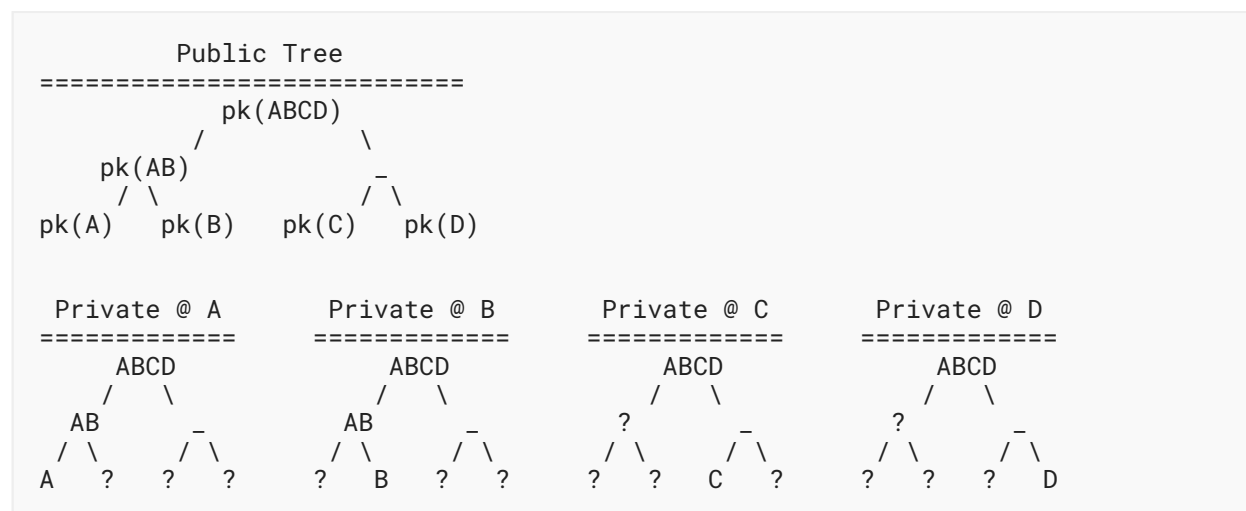 Public Tree
============================
            pk(ABCD)
          /          \
    pk(AB)            _
     / \             / \
pk(A)   pk(B)   pk(C)   pk(D)
 Private @ A       Private @ B       Private @ C       Private @ D
=============     =============     =============     =============
     ABCD              ABCD              ABCD              ABCD
    /   \             /   \             /   \             /   \
  AB      _         AB      _         ?       _         ?       _
 / \     / \       / \     / \       / \     / \       / \     / \
A   ?   ?   ?     ?   B   ?   ?     ?   ?   C   ?     ?   ?   ?   D